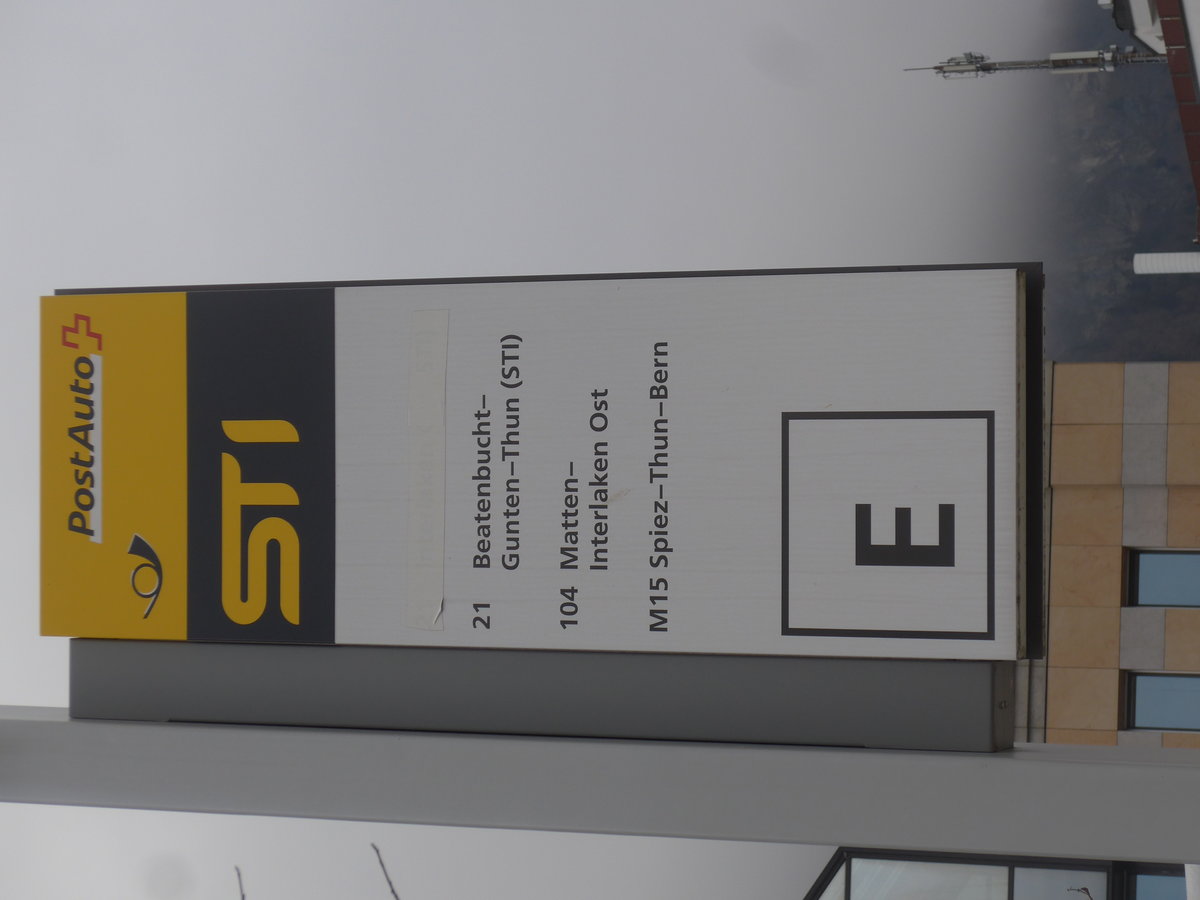 PostAuto
STI
21 Beatenbucht–
Gunten–Thun (STI)
104 Matten–
Interlaken Ost
M15 Spiez–Thun–Bern
E